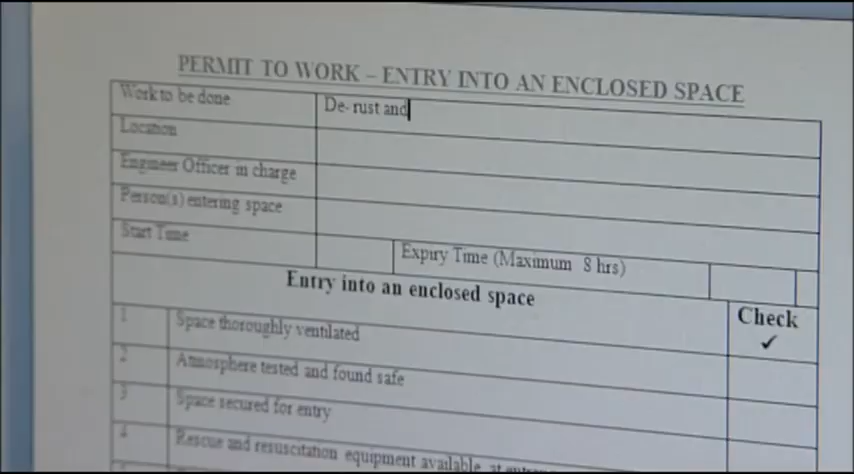 PERMIT TO WORK – ENTRY INTO AN ENCLOSED SPACE
Work to be done De- rust and
Location
Engineer Officer in charge
Person(s) entering space
Start Time Expiry Time (Maximum 8 hrs)
Entry into an enclosed space Check ✓
1 Space thoroughly ventilated
2 Atmosphere tested and found safe
3 Space secured for entry
4 Rescue and resuscitation equipment available at